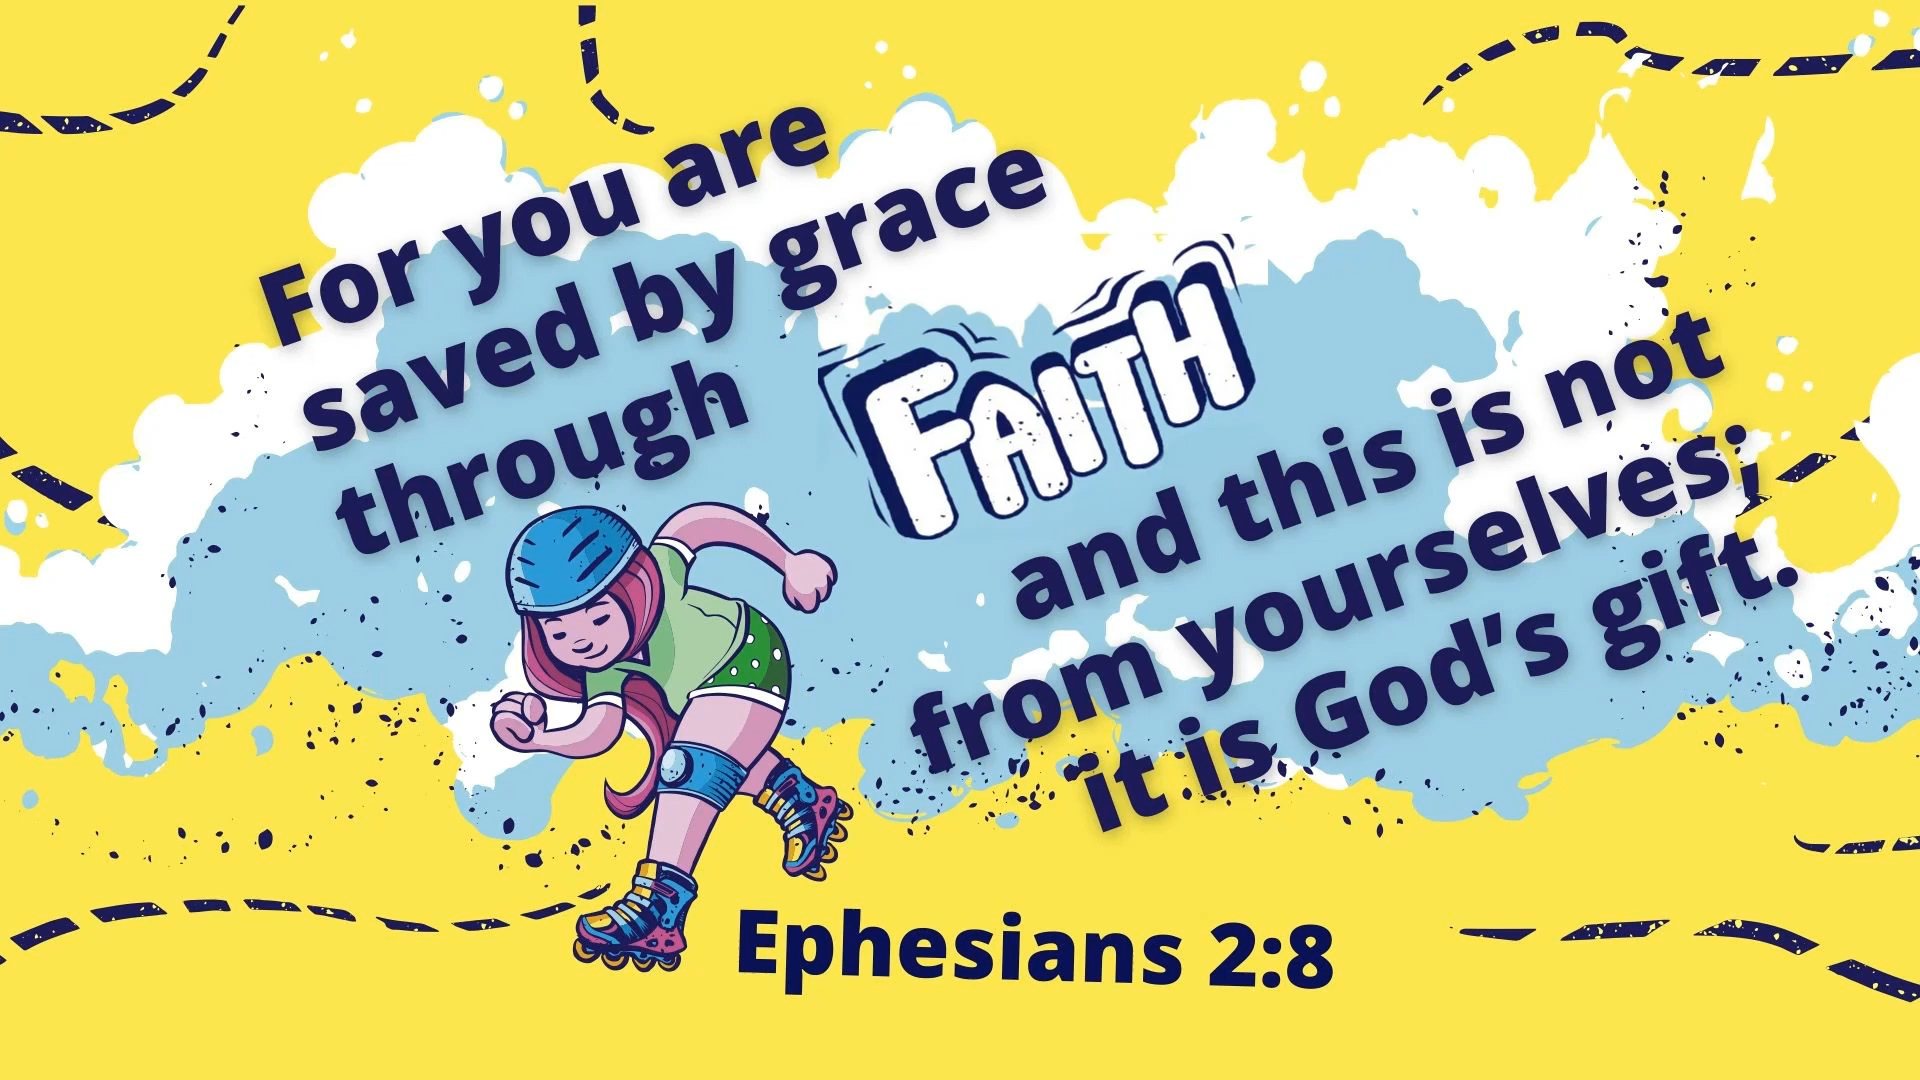 For you are
saved by grace
through
FAITH
and this is not
from yourselves;
it is God’s gift.
Ephesians 2:8